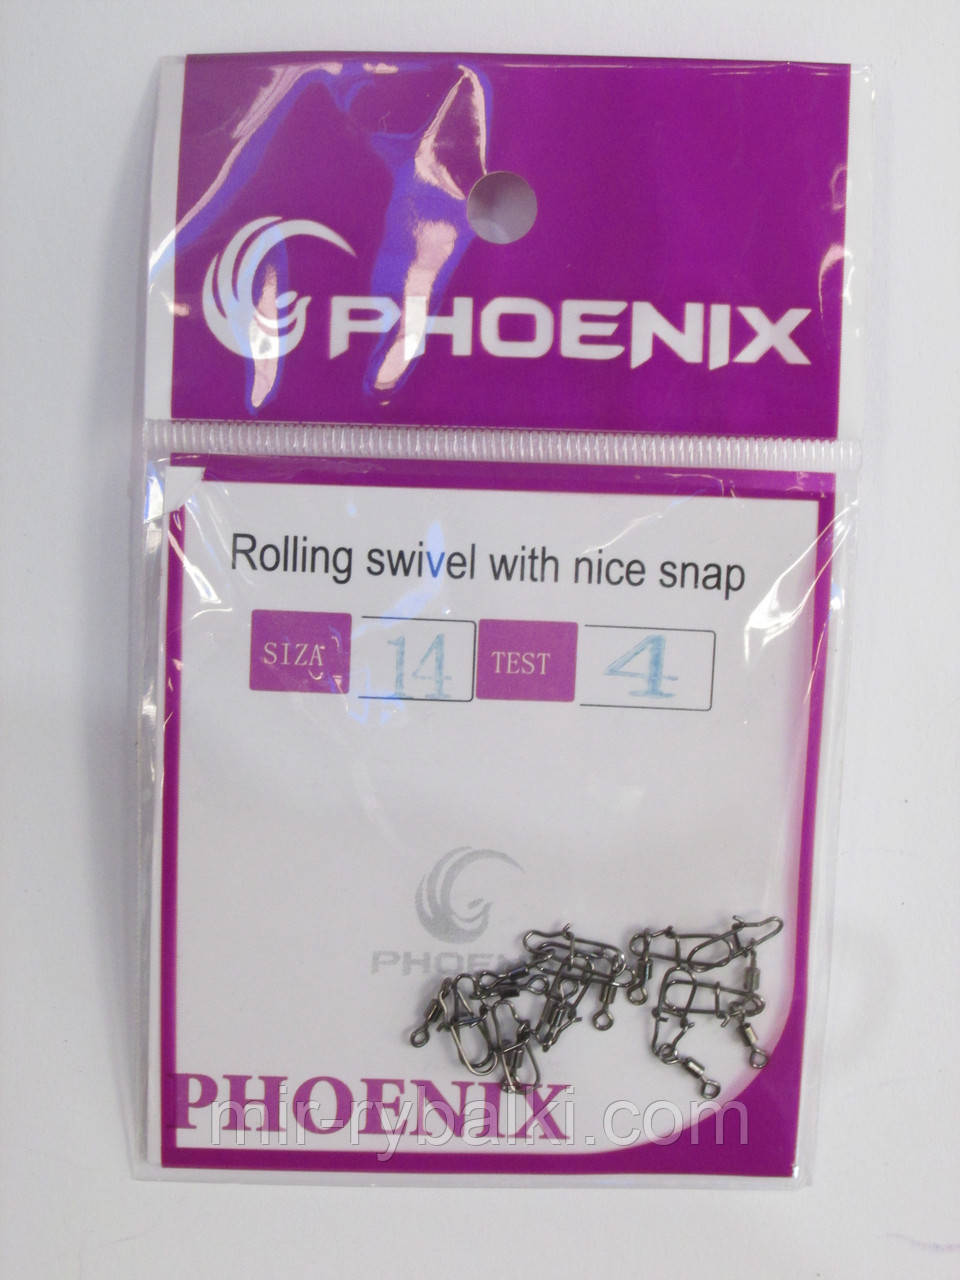 PHOENIX
Rolling swivel with nice snap
SIZA 14 TEST 4
PHOENIX
PHOENIX
mir-rybalki.com